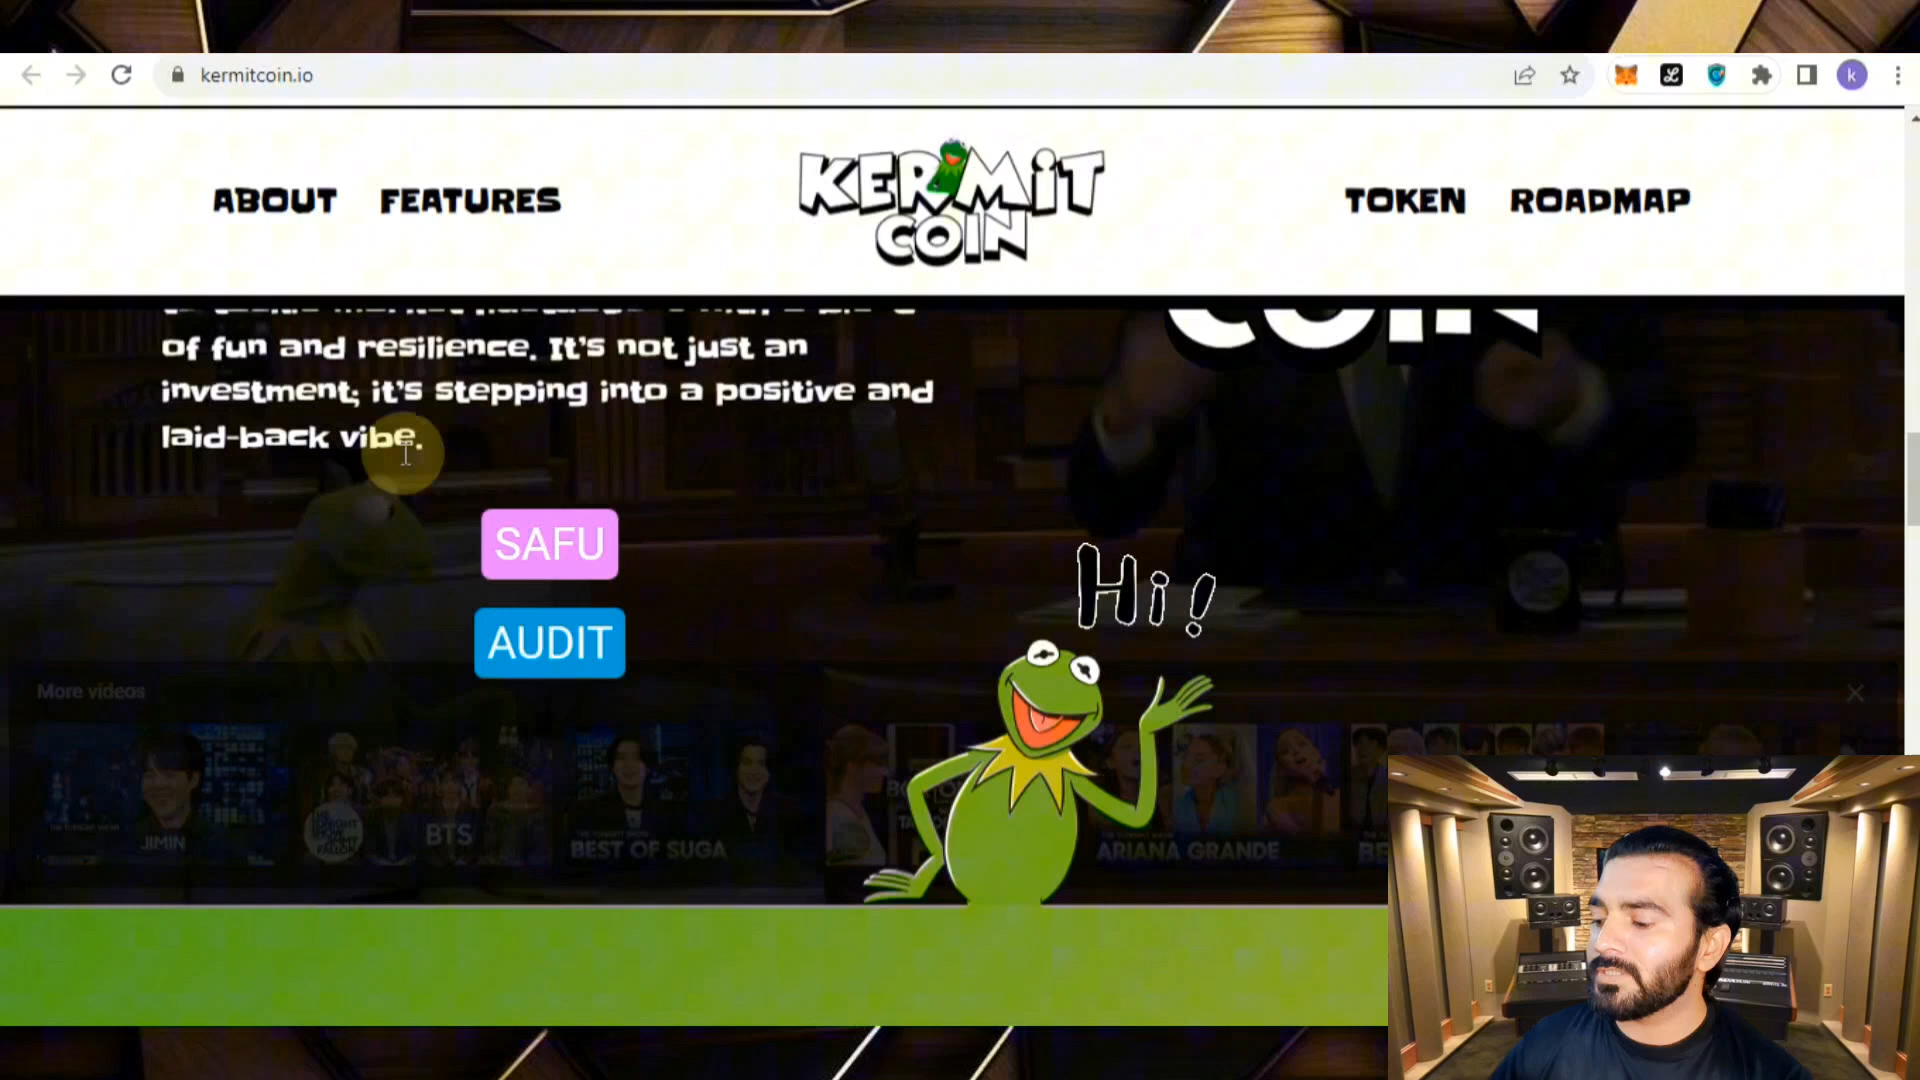 kermitcoin.io
k
ABOUT FEATURES
KERMIT
COIN
TOKEN ROADMAP
COIN
of fun and resilience. It's not just an
investment; it's stepping into a positive and
laid-back vibe.
SAFU
AUDIT
Hi!
More videos
JIMIN
BTS
BEST OF SUGA
ARIANA GRANDE